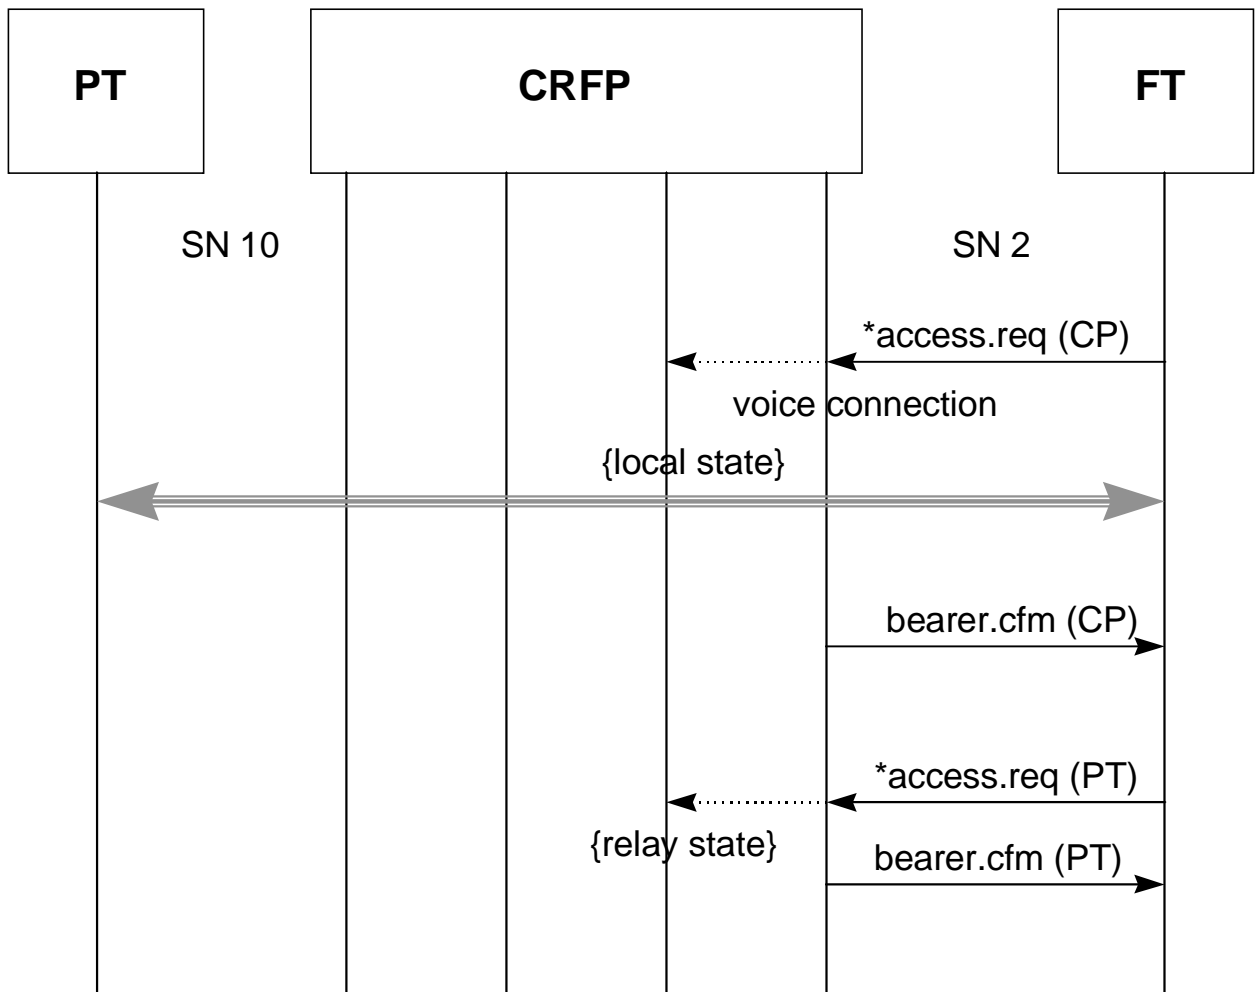 PT CRFP FT
SN 10 SN 2
*access.req (CP)
voice connection
{local state}
bearer.cfm (CP)
*access.req (PT)
{relay state}
bearer.cfm (PT)